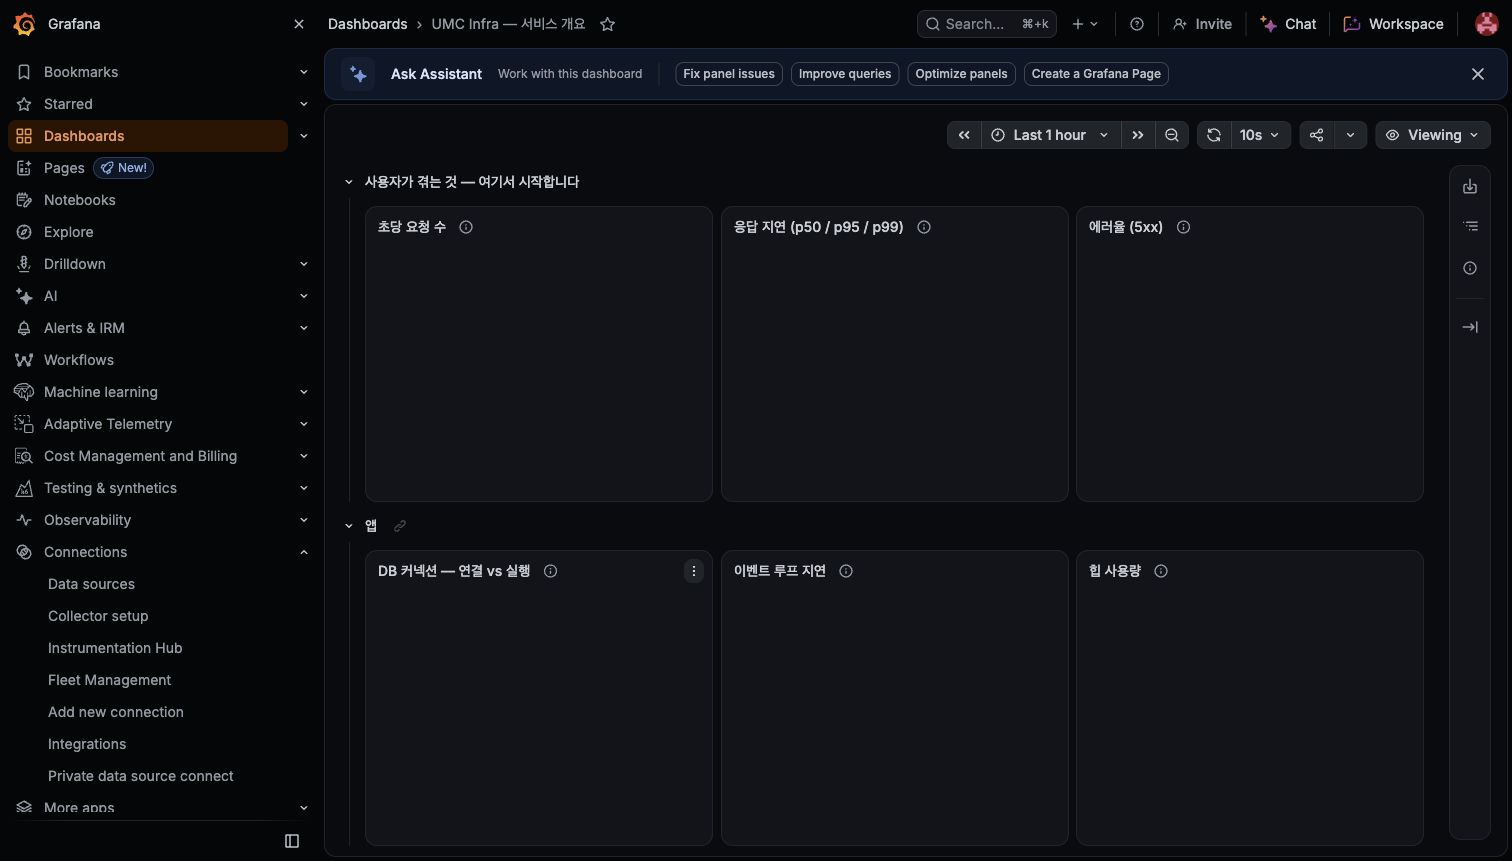 Grafana
Dashboards › UMC Infra — 서비스 개요
Search... ⌘+k
Invite
Chat
Workspace
Bookmarks
Starred
Dashboards
Pages New!
Notebooks
Explore
Drilldown
AI
Alerts & IRM
Workflows
Machine learning
Adaptive Telemetry
Cost Management and Billing
Testing & synthetics
Observability
Connections
Data sources
Collector setup
Instrumentation Hub
Fleet Management
Add new connection
Integrations
Private data source connect
More apps
Ask Assistant Work with this dashboard Fix panel issues Improve queries Optimize panels Create a Grafana Page
Last 1 hour 10s Viewing
사용자가 겪는 것 — 여기서 시작합니다
초당 요청 수
응답 지연 (p50 / p95 / p99)
에러율 (5xx)
앱
DB 커넥션 — 연결 vs 실행
이벤트 루프 지연
힙 사용량